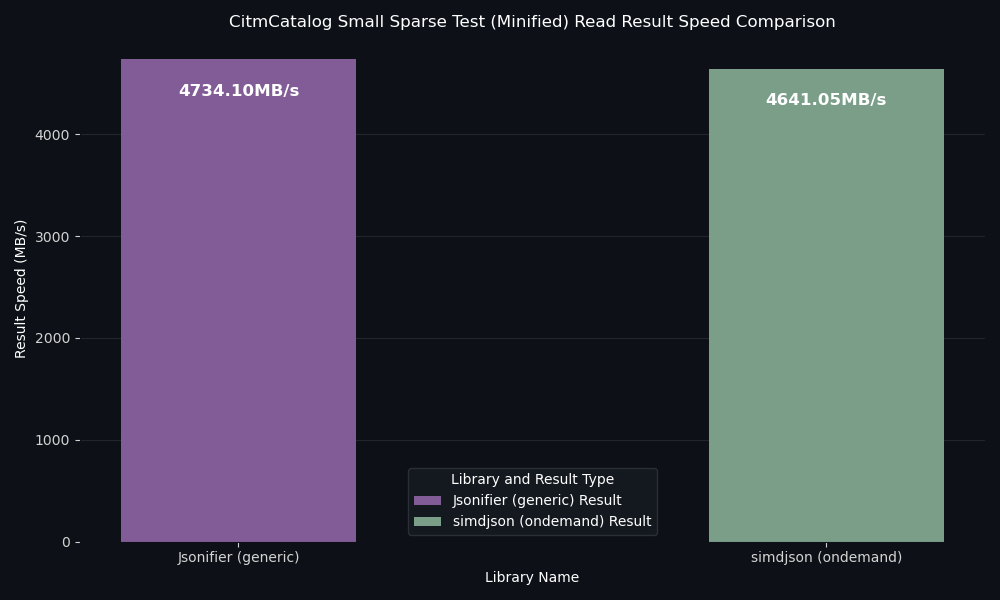 CitmCatalog Small Sparse Test (Minified) Read Result Speed Comparison
4734.10MB/s
4641.05MB/s
Result Speed (MB/s)
4000
3000
2000
1000
0
Library and Result Type
Jsonifier (generic) Result
simdjson (ondemand) Result
Jsonifier (generic)
simdjson (ondemand)
Library Name